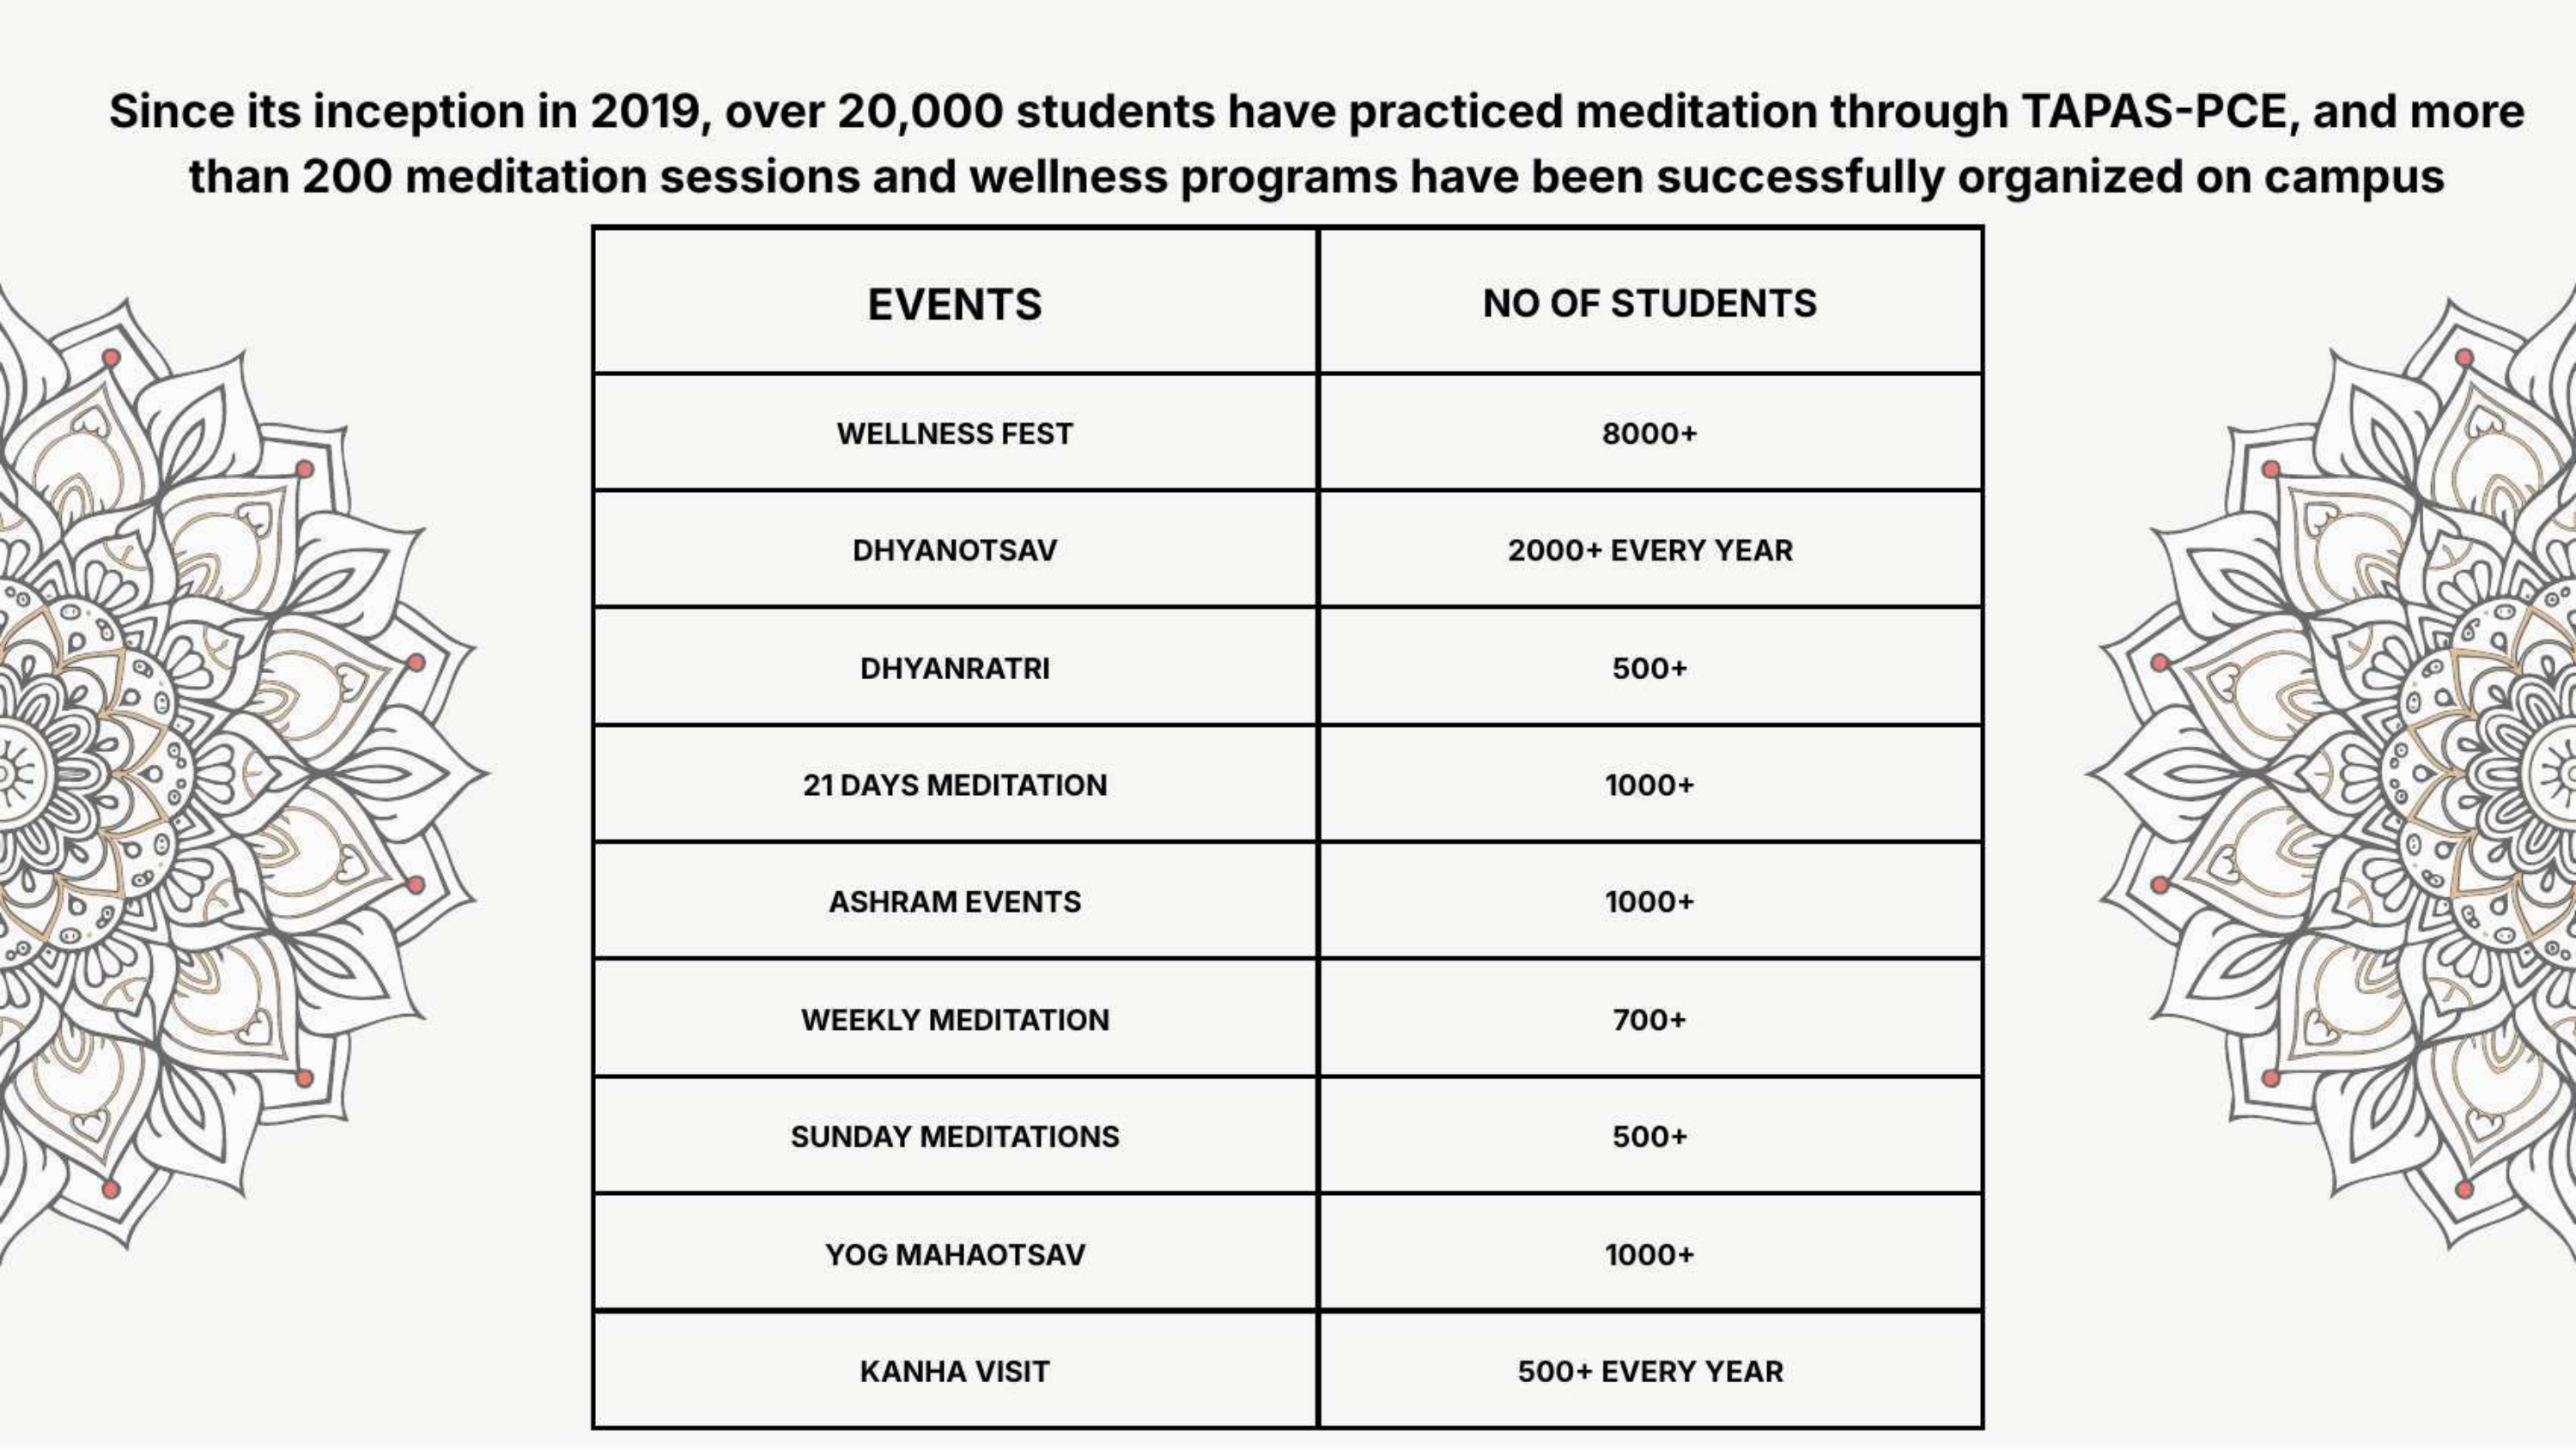 Since its inception in 2019, over 20,000 students have practiced meditation through TAPAS-PCE, and more
than 200 meditation sessions and wellness programs have been successfully organized on campus
EVENTS NO OF STUDENTS
WELLNESS FEST 8000+
DHYANOTSAV 2000+ EVERY YEAR
DHYANRATRI 500+
21 DAYS MEDITATION 1000+
ASHRAM EVENTS 1000+
WEEKLY MEDITATION 700+
SUNDAY MEDITATIONS 500+
YOG MAHAOTSAV 1000+
KANHA VISIT 500+ EVERY YEAR